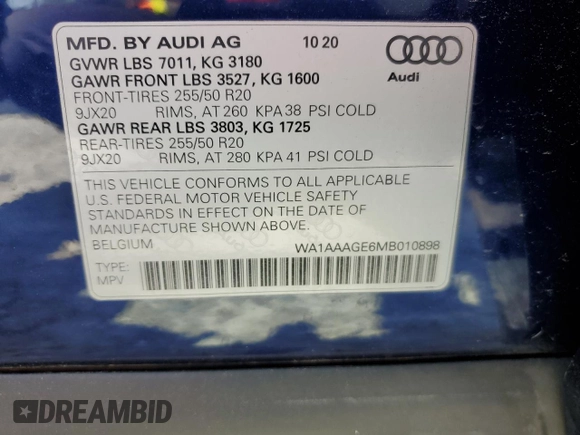 MFD. BY AUDI AG 10 20
GVWR LBS 7011, KG 3180
GAWR FRONT LBS 3527, KG 1600
FRONT-TIRES 255/50 R20
9JX20 RIMS, AT 260 KPA 38 PSI COLD
GAWR REAR LBS 3803, KG 1725
REAR-TIRES 255/50 R20
9JX20 RIMS, AT 280 KPA 41 PSI COLD
Audi
THIS VEHICLE CONFORMS TO ALL APPLICABLE
U.S. FEDERAL MOTOR VEHICLE SAFETY
STANDARDS IN EFFECT ON THE DATE OF
MANUFACTURE SHOWN ABOVE.
BELGIUM WA1AAAGE6MB010898
TYPE:
MPV
DREAMBID